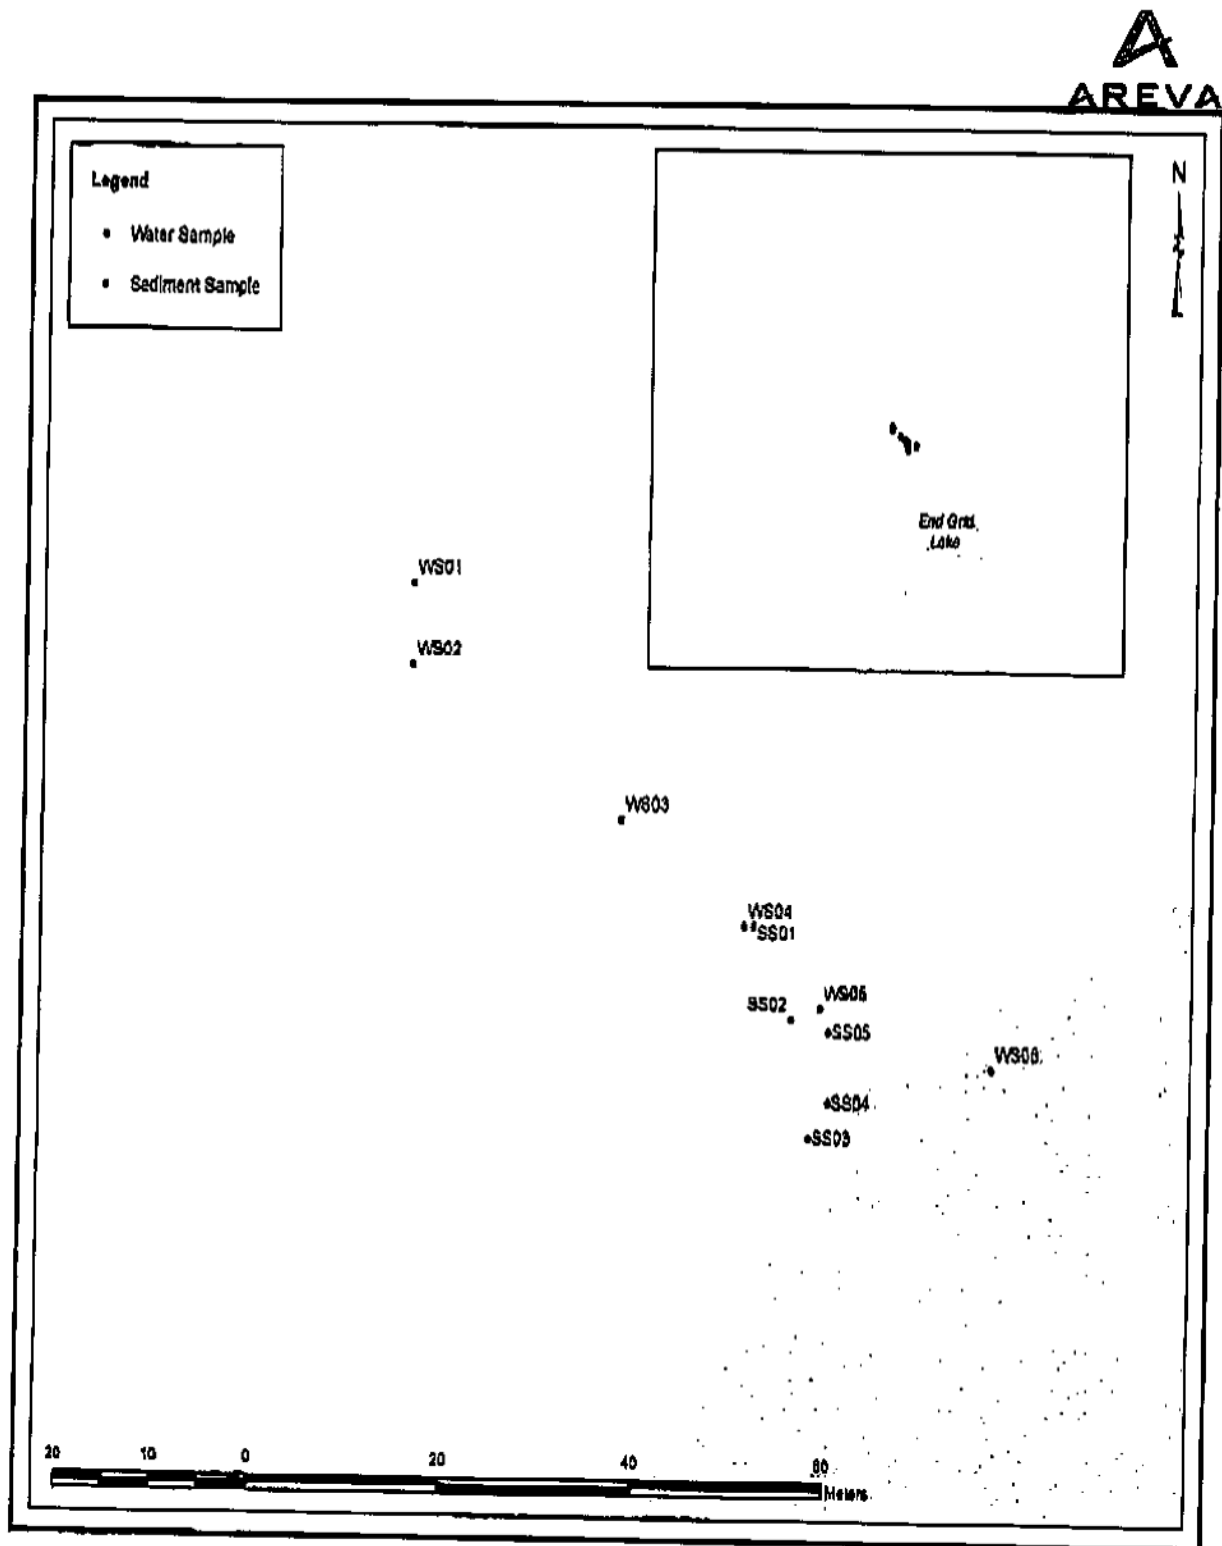 AREVA
Legend
Water Sample
Sediment Sample
N
End Grid
Lake
WS01
WS02
WS03
WS04
SS01
SS02
WS05
SS05
WS06
SS04
SS03
20 10 0 20 40 60
Meters